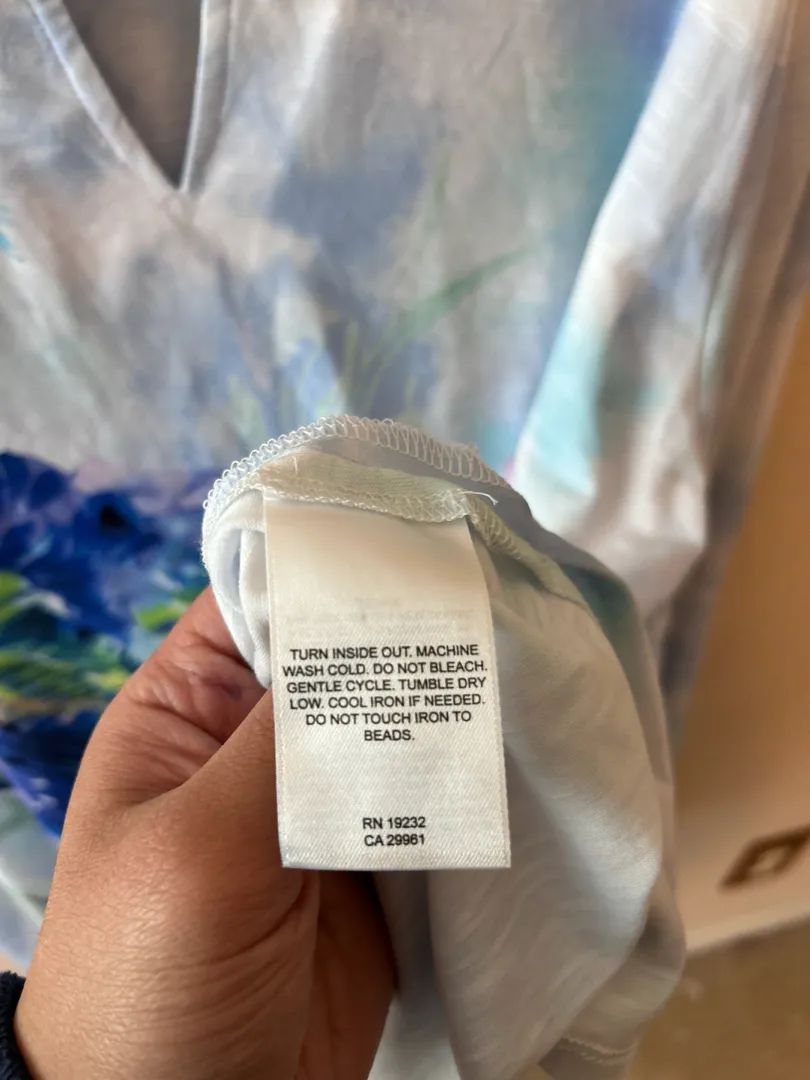 TURN INSIDE OUT. MACHINE
WASH COLD. DO NOT BLEACH.
GENTLE CYCLE. TUMBLE DRY
LOW. COOL IRON IF NEEDED.
DO NOT TOUCH IRON TO
BEADS.
RN 19232
CA 29961